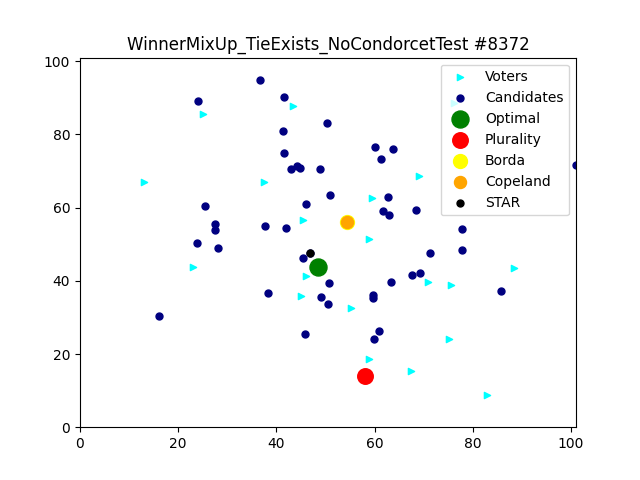 WinnerMixUp_TieExists_NoCondorcetTest #8372
100
80
60
40
20
0
0 20 40 60 80 100
Voters
Candidates
Optimal
Plurality
Borda
Copeland
STAR